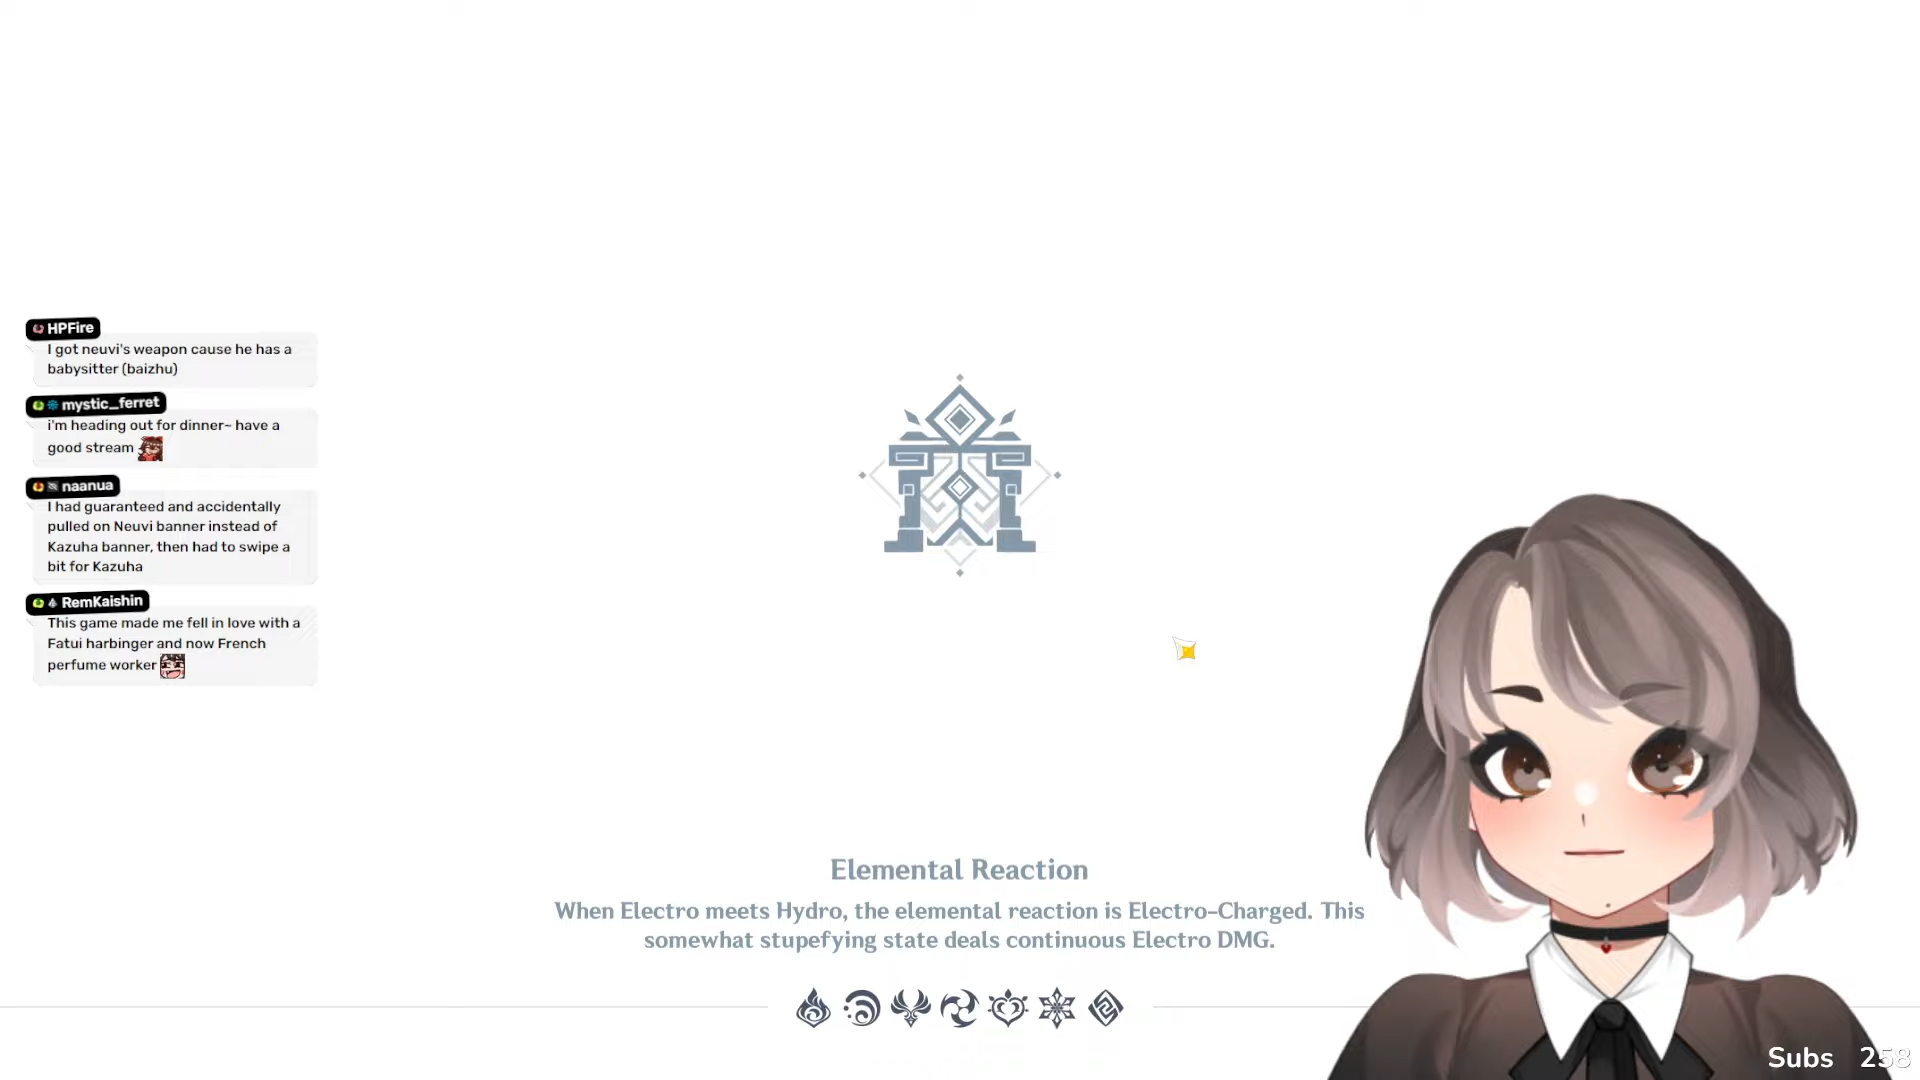 HPFire
I got neuvi's weapon cause he has a
babysitter (baizhu)
mystic_ferret
i'm heading out for dinner~ have a
good stream
naanua
I had guaranteed and accidentally
pulled on Neuvi banner instead of
Kazuha banner, then had to swipe a
bit for Kazuha
RemKaishin
This game made me fell in love with a
Fatui harbinger and now French
perfume worker
Elemental Reaction
When Electro meets Hydro, the elemental reaction is Electro-Charged. This
somewhat stupefying state deals continuous Electro DMG.
Subs 258